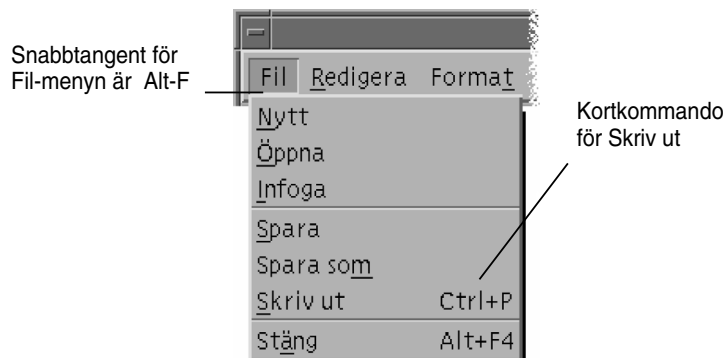 Snabbtangent för
Fil-menyn är Alt-F
Fil Redigera Format
Nytt
Öppna
Infoga
Spara
Spara som
Skriv ut Ctrl+P
Stäng Alt+F4
Kortkommando
för Skriv ut